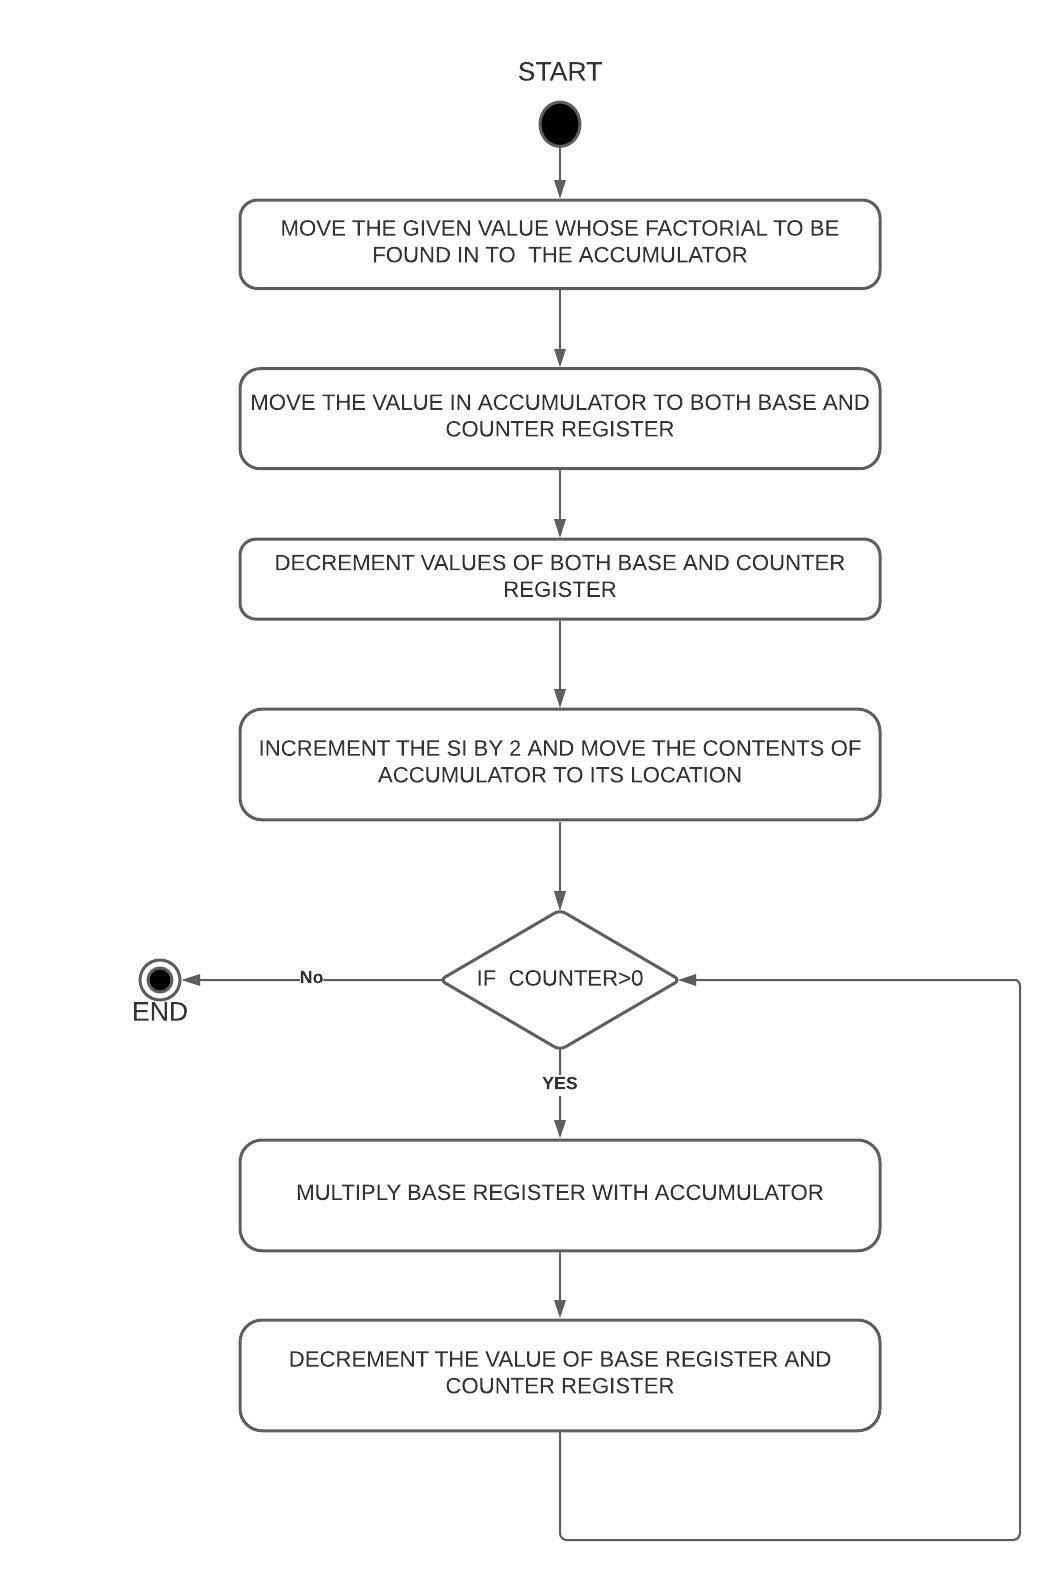 START
MOVE THE GIVEN VALUE WHOSE FACTORIAL TO BE
FOUND IN TO  THE ACCUMULATOR
MOVE THE VALUE IN ACCUMULATOR TO BOTH BASE AND
COUNTER REGISTER
DECREMENT VALUES OF BOTH BASE AND COUNTER
REGISTER
INCREMENT THE SI BY 2 AND MOVE THE CONTENTS OF
ACCUMULATOR TO ITS LOCATION
IF  COUNTER>0
No
END
YES
MULTIPLY BASE REGISTER WITH ACCUMULATOR
DECREMENT THE VALUE OF BASE REGISTER AND
COUNTER REGISTER